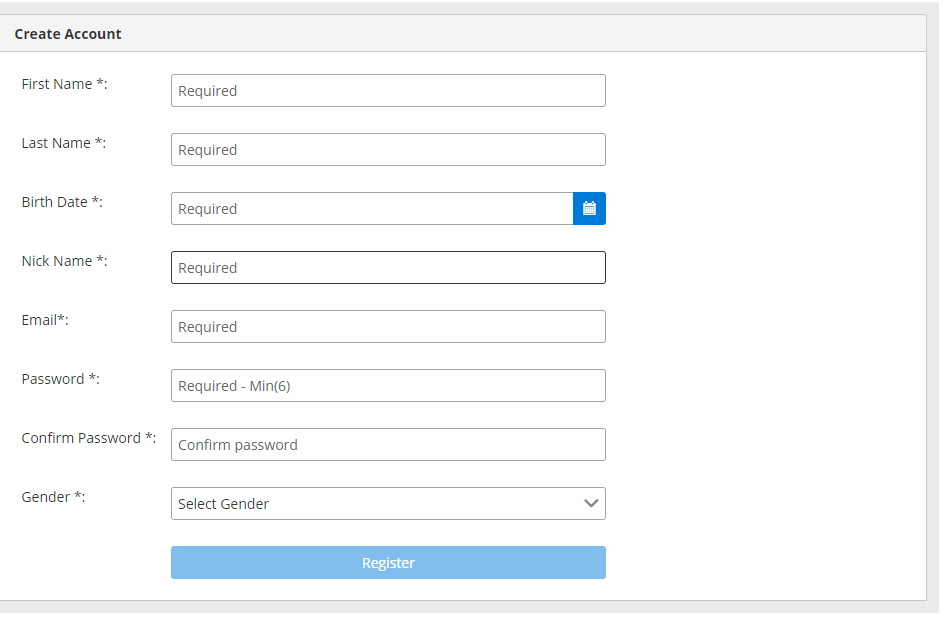 Create Account
First Name *:
Required
Last Name *:
Required
Birth Date *:
Required
Nick Name *:
Required
Email*:
Required
Password *:
Required - Min(6)
Confirm Password *:
Confirm password
Gender *:
Select Gender
Register